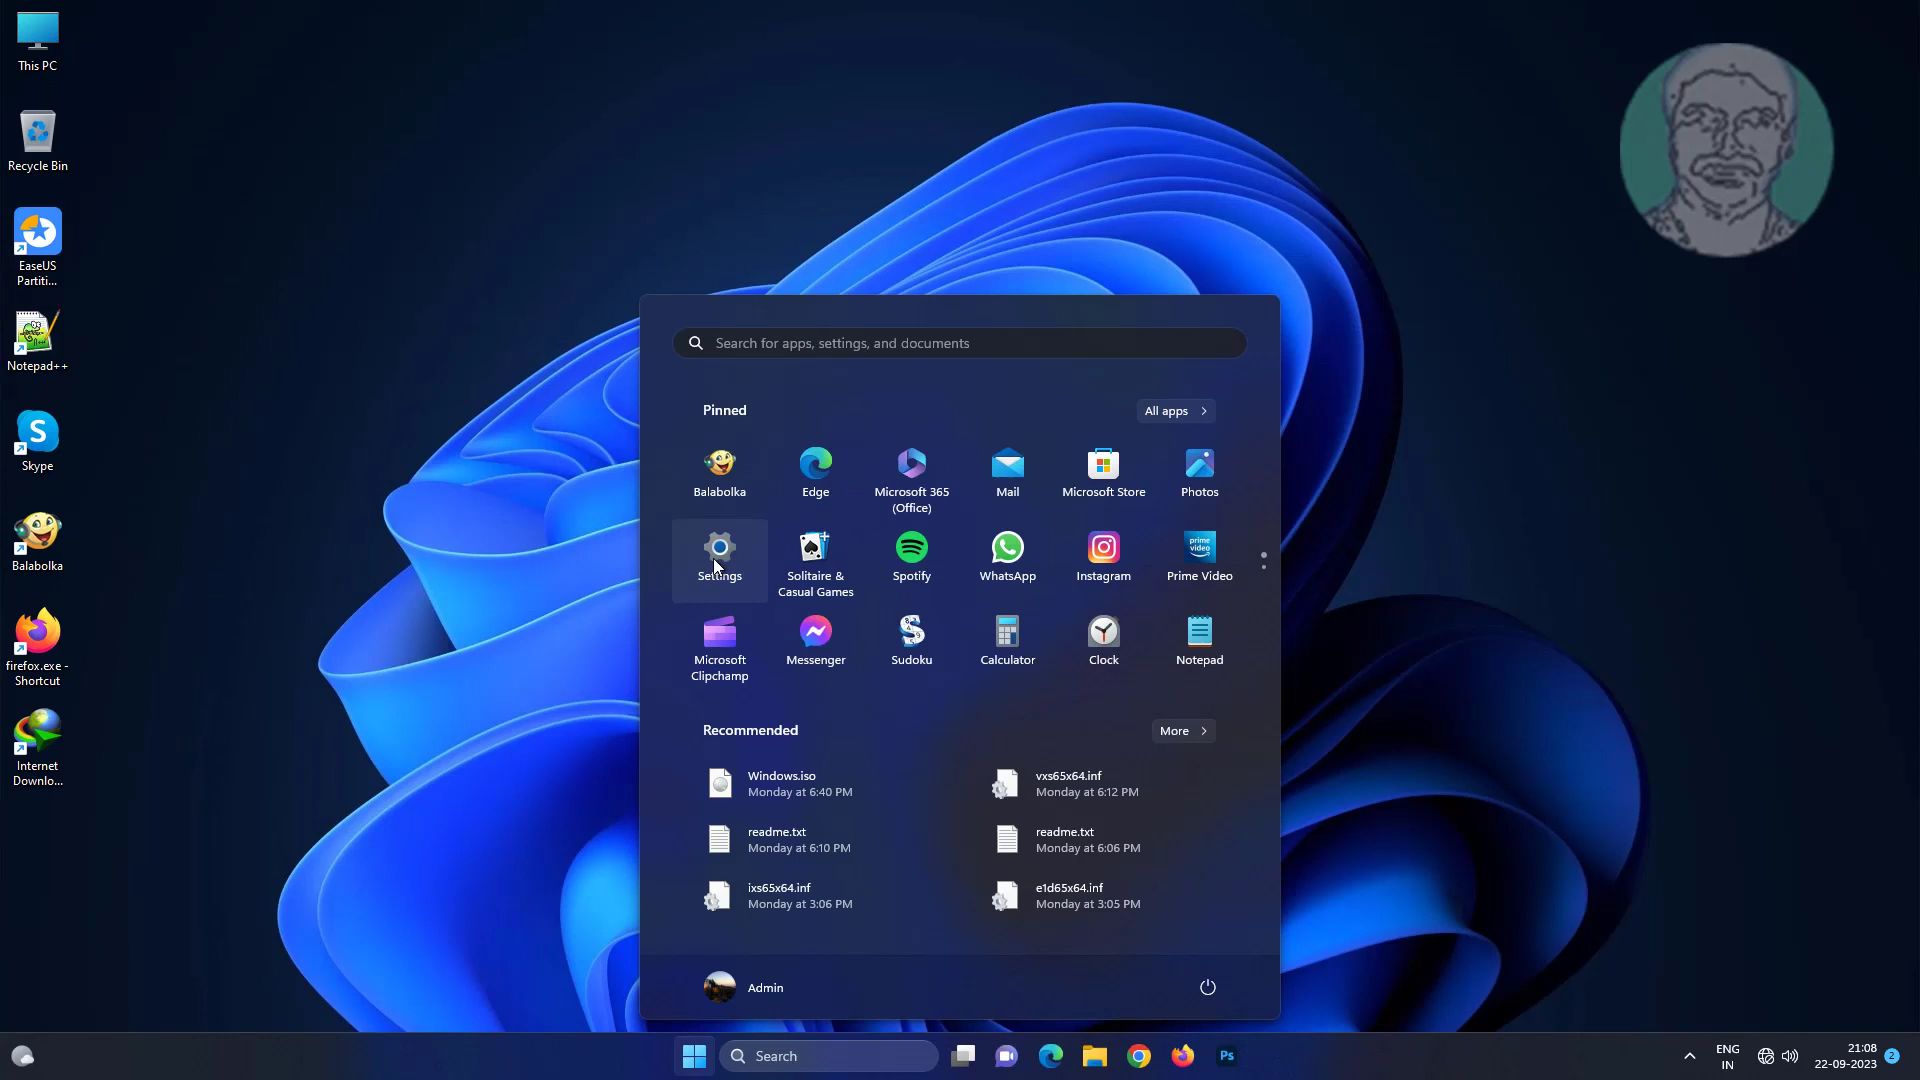 This PC
Recycle Bin
EaseUS
Partiti...
Notepad++
Skype
Balabolka
firefox.exe -
Shortcut
Internet
Downlo...
Search for apps, settings, and documents
Pinned
All apps
Balabolka
Edge
Microsoft 365
(Office)
Mail
Microsoft Store
Photos
Settings
Solitaire &
Casual Games
Spotify
WhatsApp
Instagram
prime
video
Prime Video
Microsoft
Clipchamp
Messenger
Sudoku
Calculator
Clock
Notepad
Recommended
More
Windows.iso
Monday at 6:40 PM
vxs65x64.inf
Monday at 6:12 PM
readme.txt
Monday at 6:10 PM
readme.txt
Monday at 6:06 PM
ixs65x64.inf
Monday at 3:06 PM
e1d65x64.inf
Monday at 3:05 PM
Admin
Search
Ps
ENG
IN
21:08
22-09-2023
2